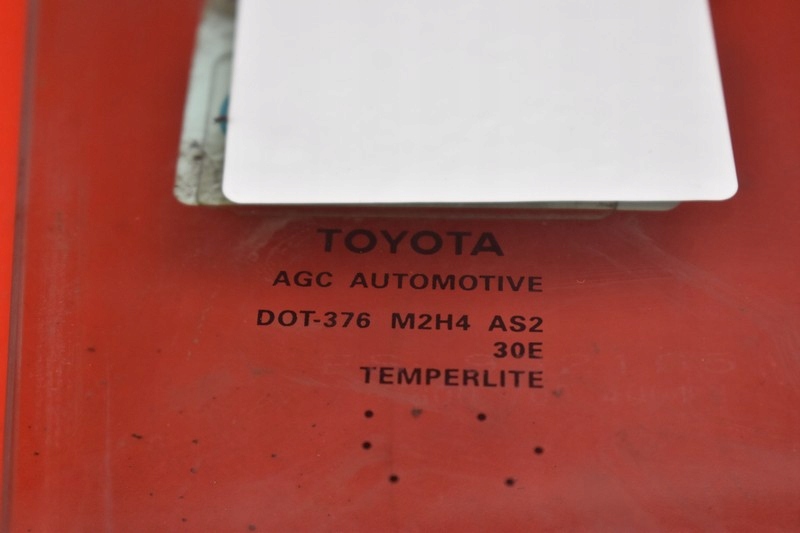 TOYOTA
AGC AUTOMOTIVE
DOT-376 M2H4 AS2
30E
TEMPERLITE